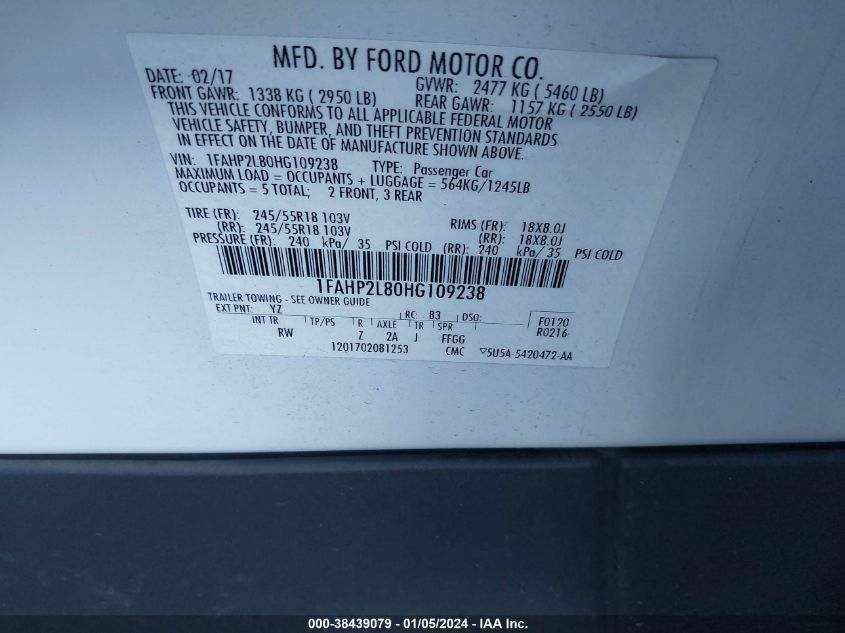 MFD. BY FORD MOTOR CO.
DATE: 02/17 GVWR: 2477 KG ( 5460 LB)
FRONT GAWR: 1338 KG ( 2950 LB) REAR GAWR: 1157 KG ( 2550 LB)
THIS VEHICLE CONFORMS TO ALL APPLICABLE FEDERAL MOTOR
VEHICLE SAFETY, BUMPER, AND THEFT PREVENTION STANDARDS
IN EFFECT ON THE DATE OF MANUFACTURE SHOWN ABOVE.
VIN: 1FAHP2L80HG109238 TYPE: Passenger Car
MAXIMUM LOAD = OCCUPANTS + LUGGAGE = 564KG/1245LB
OCCUPANTS = 5 TOTAL; 2 FRONT, 3 REAR
TIRE (FR): 245/55R18 103V RIMS (FR): 18X8.0J
(RR): 245/55R18 103V (RR): 18X8.0J
PRESSURE (FR): 240 kPa/ 35 PSI COLD (RR): 240 kPa/ 35 PSI COLD
1FAHP2L80HG109238
TRAILER TOWING - SEE OWNER GUIDE
EXT PNT: YZ RC: 83 DSO: F0120
INT TR TP/PS R AXLE TR SPR R0216
RW Z 2A J FFGG
1201702081253 CMC 5U5A-5420472-AA
000-38439079 - 01/05/2024 - IAA Inc.